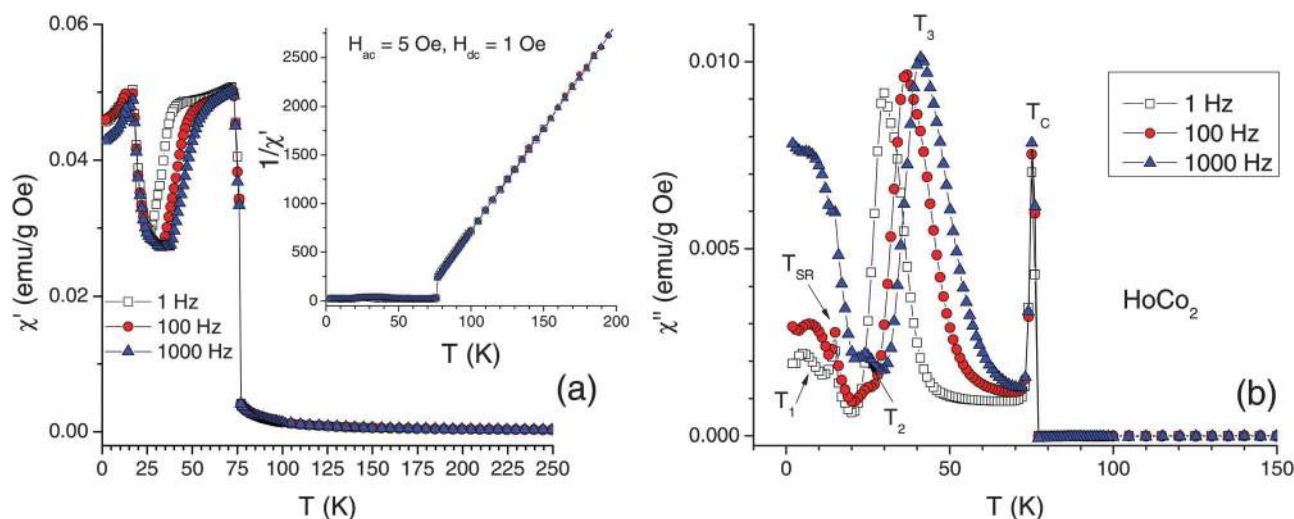 0.06
0.04
0.02
0.00
χ' (emu/g Oe)
0 25 50 75 100 125 150 175 200 225 250
T (K)
1 Hz
100 Hz
1000 Hz
(a)
H_ac = 5 Oe, H_dc = 1 Oe
2500
2000
1500
1000
500
0
1/χ'
0 50 100 150 200
T (K)
0.010
0.005
0.000
χ'' (emu/g Oe)
0 50 100 150
T (K)
T_3
T_C
T_SR
T_1
T_2
1 Hz
100 Hz
1000 Hz
HoCo₂
(b)